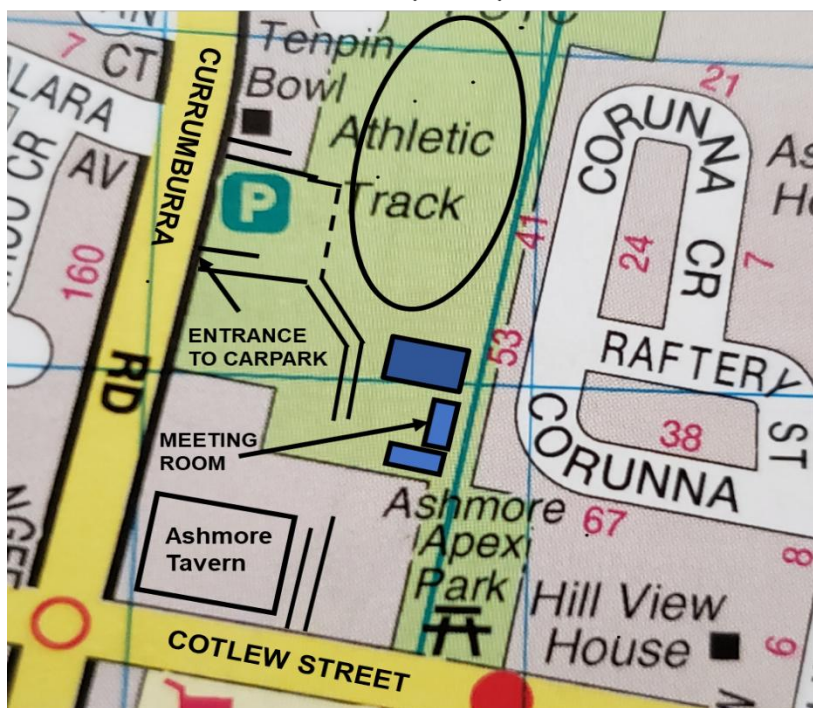 7
CT
LARA
AV
CR
160
CURRUMBURRA
RD
Tenpin
Bowl
Athletic
Track
P
ENTRANCE
TO CARPARK
MEETING
ROOM
Ashmore
Tavern
Ashmore
Apex
Park
COTLEW STREET
21
CORUNNA
CR
24
7
41
53
RAFTERY
ST
38
CORUNNA
67
8
6
Hill View
House